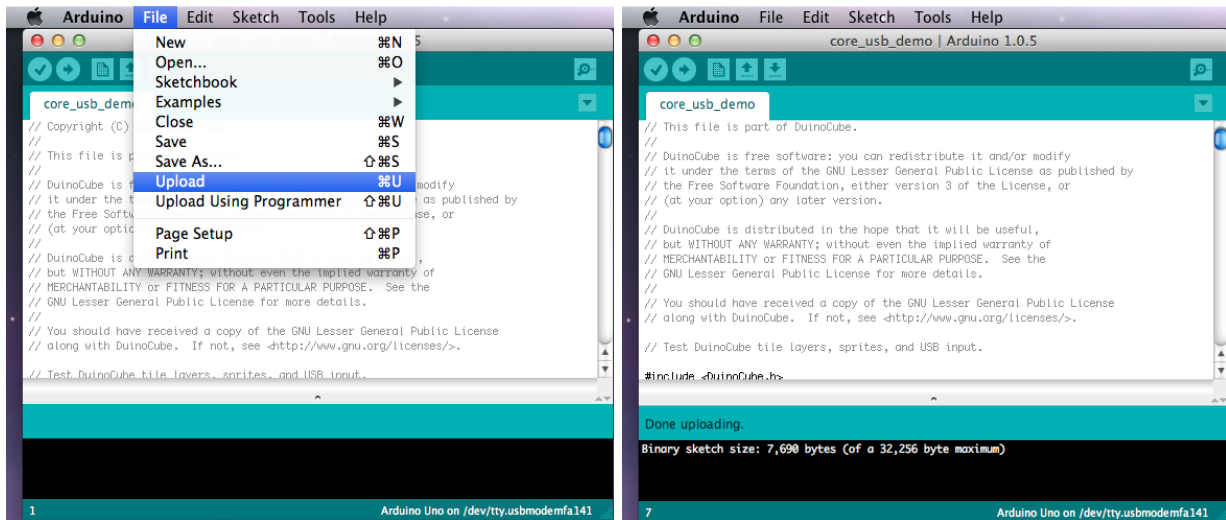 Arduino File Edit Sketch Tools Help
New ⌘N
Open... ⌘O
Sketchbook ▶
Examples ▶
Close ⌘W
Save ⌘S
Save As... ⇧⌘S
Upload ⌘U
Upload Using Programmer ⇧⌘U
Page Setup ⇧⌘P
Print ⌘P
5
core_usb_dem
// Copyright (C)
//
// This file is p
//
// DuinoCube is f modify
// it under the t e as published by
// the Free Softw se, or
// (at your optio
//
// DuinoCube is d ,
// but WITHOUT ANY WARRANTY; without even the implied warranty of
// MERCHANTABILITY or FITNESS FOR A PARTICULAR PURPOSE. See the
// GNU Lesser General Public License for more details.
//
// You should have received a copy of the GNU Lesser General Public License
// along with DuinoCube. If not, see <http://www.gnu.org/licenses/>.
// Test DuinoCube tile layers, sprites, and USB input.
1 Arduino Uno on /dev/tty.usbmodemfa141
Arduino File Edit Sketch Tools Help
core_usb_demo | Arduino 1.0.5
core_usb_demo
// This file is part of DuinoCube.
//
// DuinoCube is free software: you can redistribute it and/or modify
// it under the terms of the GNU Lesser General Public License as published by
// the Free Software Foundation, either version 3 of the License, or
// (at your option) any later version.
//
// DuinoCube is distributed in the hope that it will be useful,
// but WITHOUT ANY WARRANTY; without even the implied warranty of
// MERCHANTABILITY or FITNESS FOR A PARTICULAR PURPOSE. See the
// GNU Lesser General Public License for more details.
//
// You should have received a copy of the GNU Lesser General Public License
// along with DuinoCube. If not, see <http://www.gnu.org/licenses/>.
// Test DuinoCube tile layers, sprites, and USB input.
#include <DuinoCube.h>
Done uploading.
Binary sketch size: 7,690 bytes (of a 32,256 byte maximum)
7 Arduino Uno on /dev/tty.usbmodemfa141